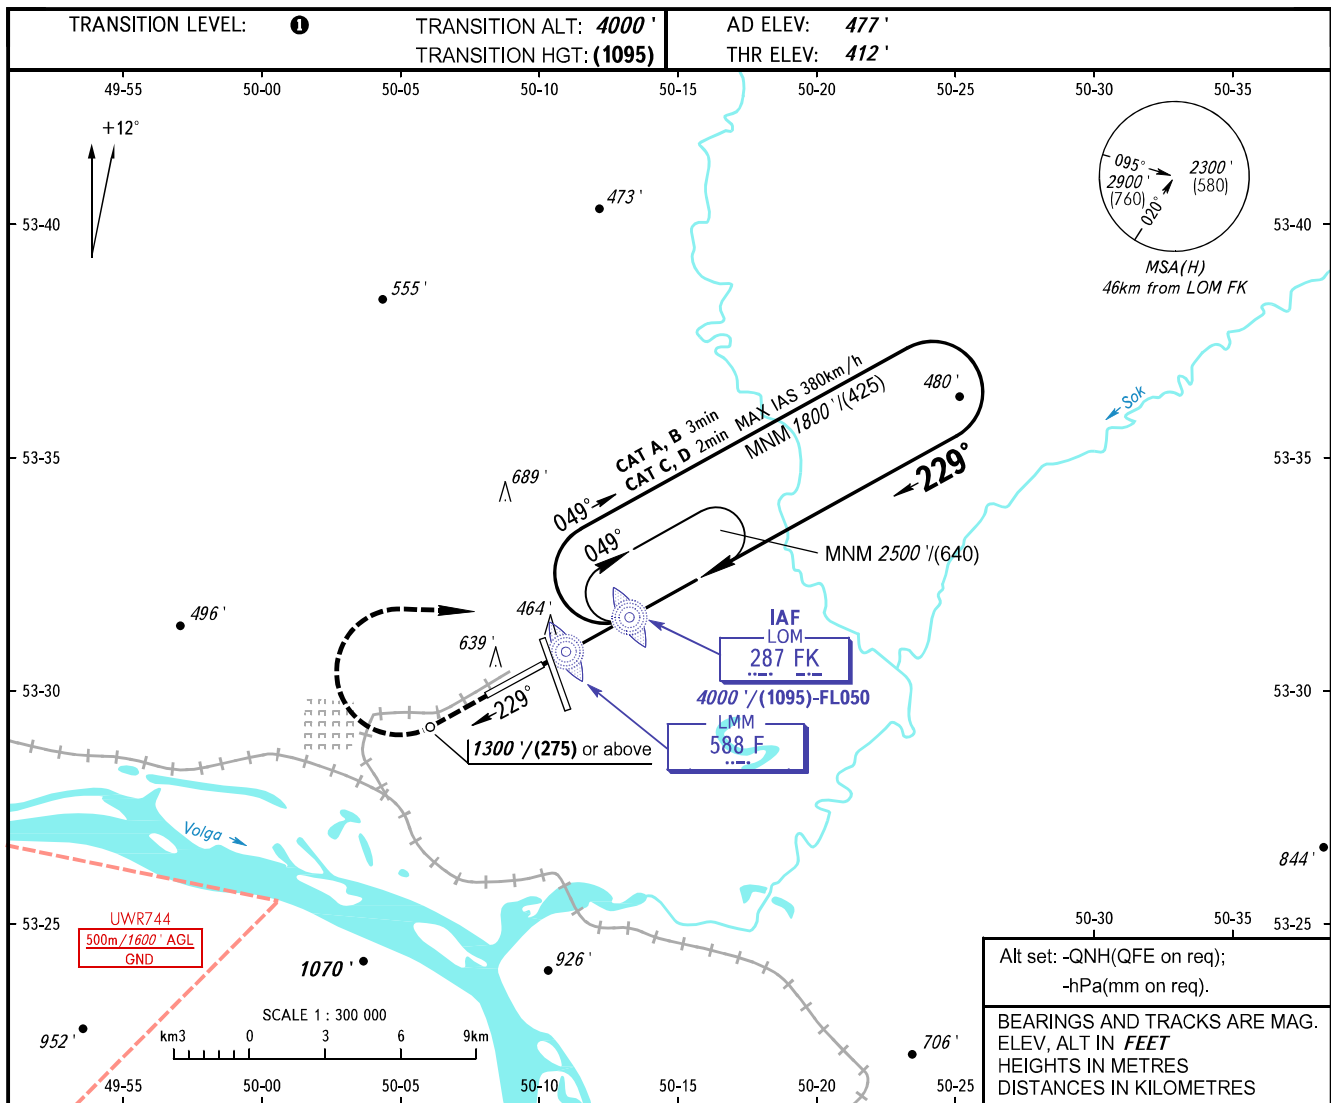 TRANSITION LEVEL: ❶
TRANSITION ALT: 4000 '
TRANSITION HGT: (1095)
AD ELEV: 477 '
THR ELEV: 412 '
49-55 50-00 50-05 50-10 50-15 50-20 50-25 50-30 50-35
+12°
095°
2900 '
(760)
020°
2300 '
(580)
MSA(H)
46km from LOM FK
53-40 53-40
473 '
555 '
Sok
480 '
CAT A, B 3min
CAT C, D 2min MAX IAS 380km/h
MNM 1800 '/(425)
53-35 53-35
229°
689 '
049°
049°
MNM 2500 '/(640)
496 '
464 '
639 '
IAF
LOM
287 FK
4000 '/(1095)-FL050
53-30 53-30
229°
LMM
588 F
1300 '/(275) or above
Volga
844 '
UWR744
500m/1600 ' AGL
GND
53-25 53-25
50-30 50-35
1070 '
926 '
952 '
706 '
SCALE 1 : 300 000
km3 0 3 6 9km
49-55 50-00 50-05 50-10 50-15 50-20 50-25
Alt set: -QNH(QFE on req);
-hPa(mm on req).
BEARINGS AND TRACKS ARE MAG.
ELEV, ALT IN FEET
HEIGHTS IN METRES
DISTANCES IN KILOMETRES